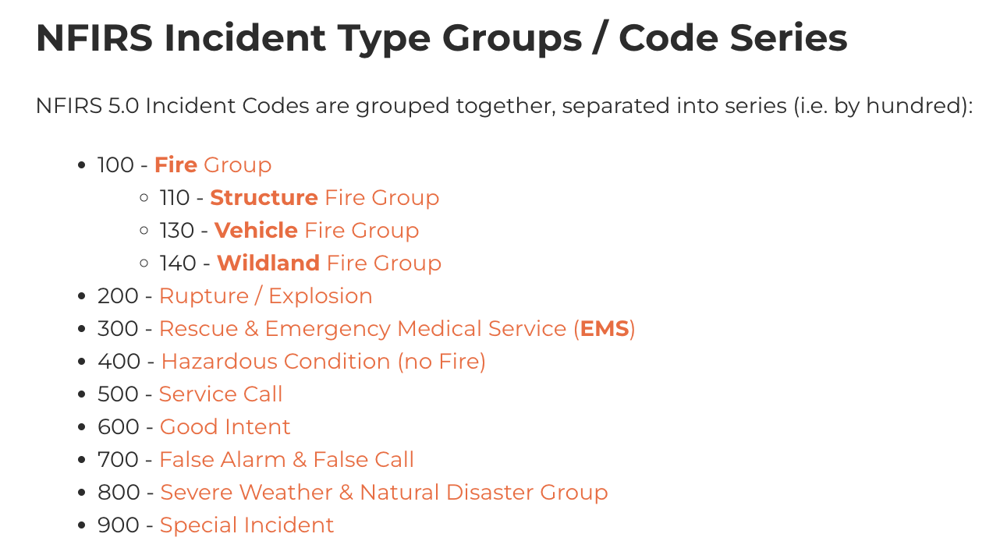 NFIRS Incident Type Groups / Code Series
NFIRS 5.0 Incident Codes are grouped together, separated into series (i.e. by hundred):
• 100 - Fire Group
◦ 110 - Structure Fire Group
◦ 130 - Vehicle Fire Group
◦ 140 - Wildland Fire Group
• 200 - Rupture / Explosion
• 300 - Rescue & Emergency Medical Service (EMS)
• 400 - Hazardous Condition (no Fire)
• 500 - Service Call
• 600 - Good Intent
• 700 - False Alarm & False Call
• 800 - Severe Weather & Natural Disaster Group
• 900 - Special Incident